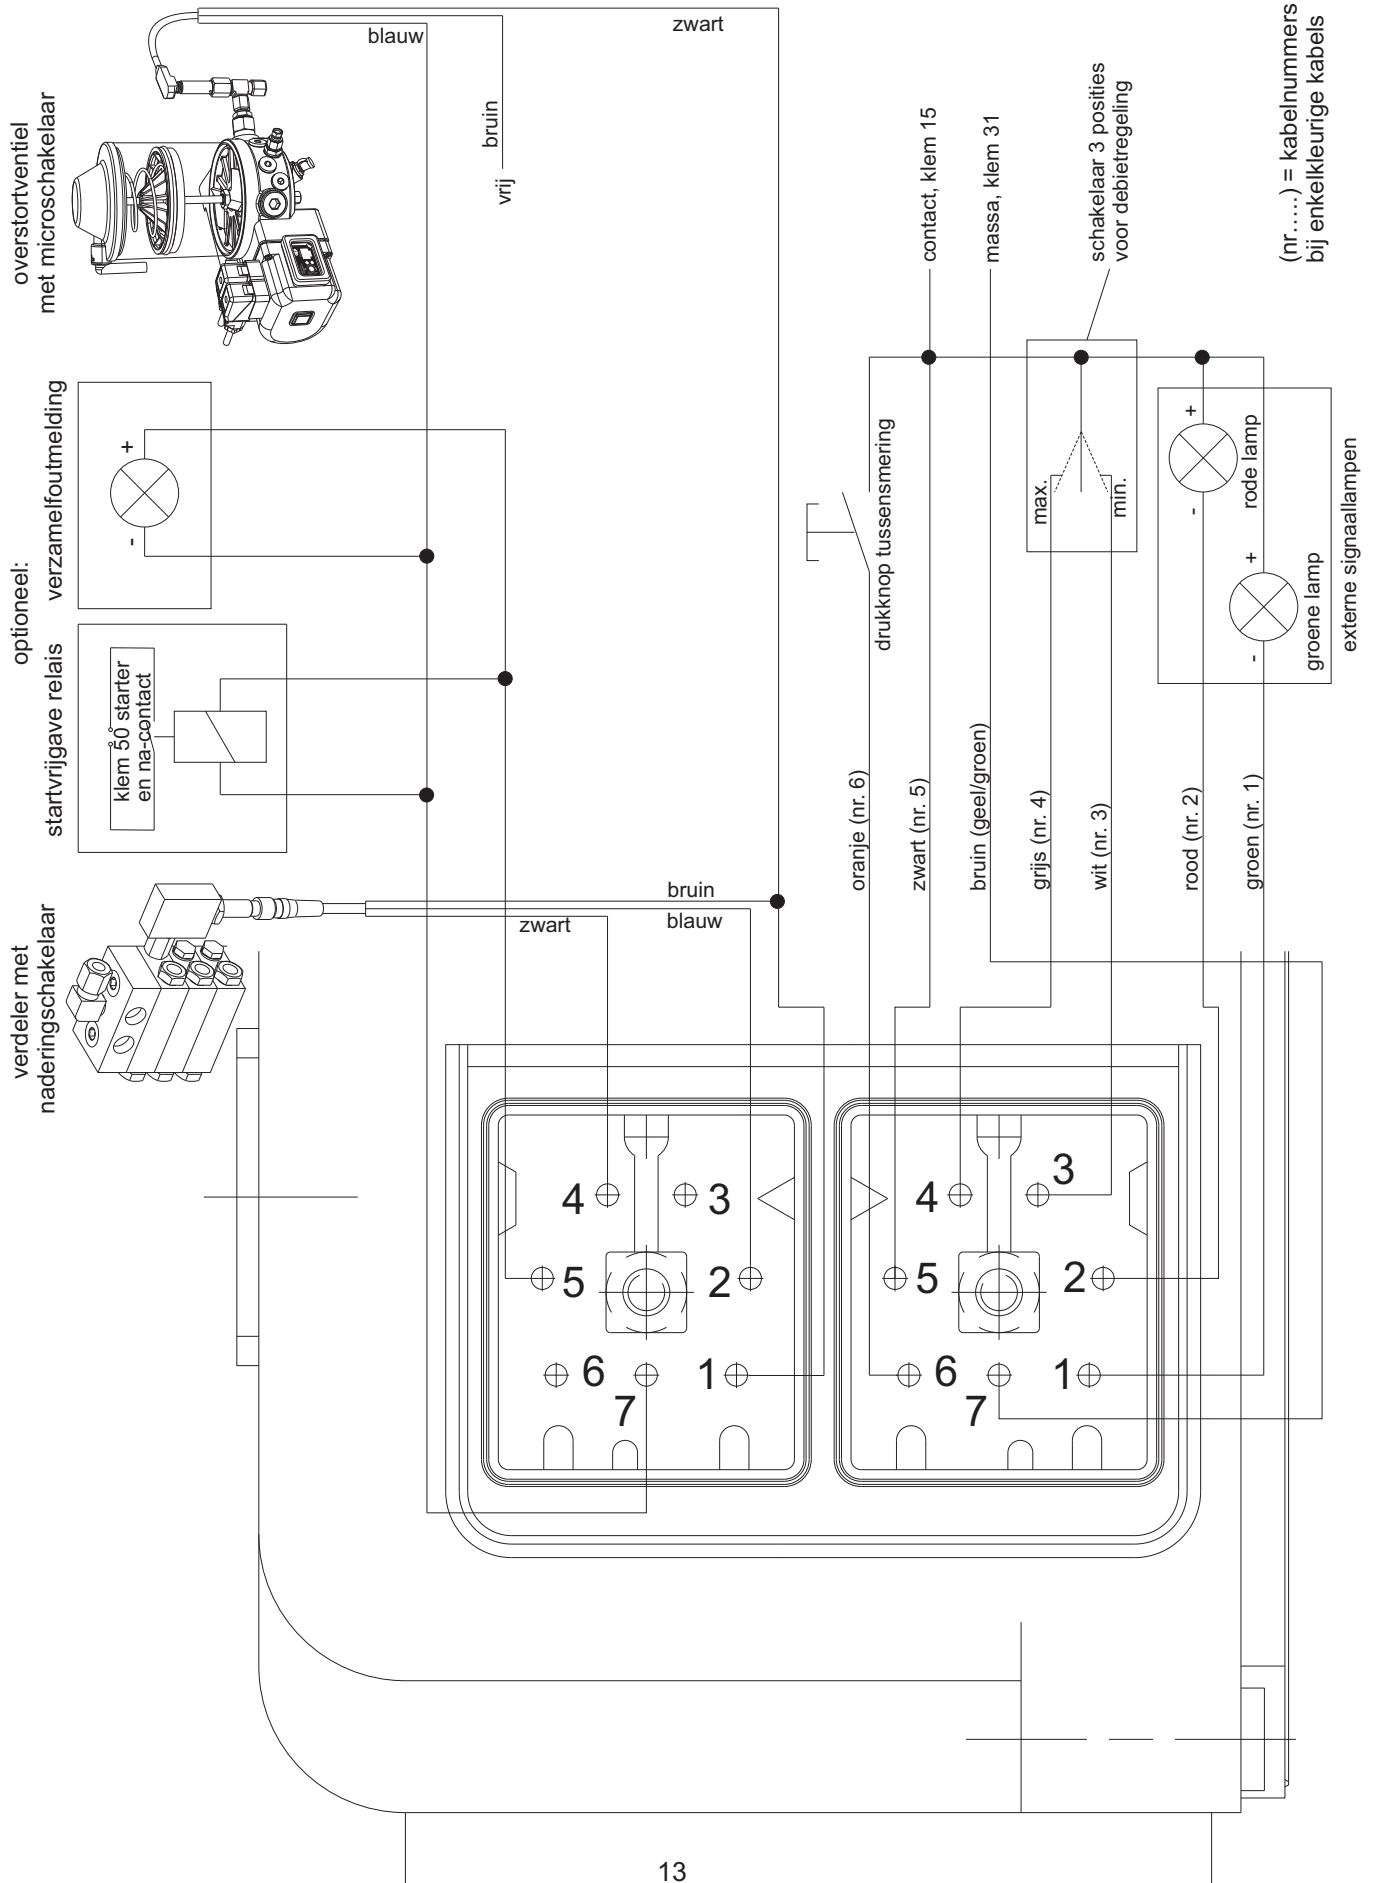 overstortventiel
met microschakelaar
blauw
zwart
bruin
vrij
optioneel:
verzamelfoutmelding
+
-
startvrijgave relais
klem 50 starter
en na-contact
verdeler met
naderingschakelaar
zwart
bruin
blauw
contact, klem 15
massa, klem 31
schakelaar 3 posities
voor debietregeling
(nr.....) = kabelnummers
bij enkelkleurige kabels
drukknop tussensmering
max.
min.
+
-
rode lamp
+
-
groene lamp
externe signaallampen
oranje (nr. 6)
zwart (nr. 5)
bruin (geel/groen)
grijs (nr. 4)
wit (nr. 3)
rood (nr. 2)
groen (nr. 1)
4
3
5
2
6
1
7
4
3
5
2
6
1
7
13